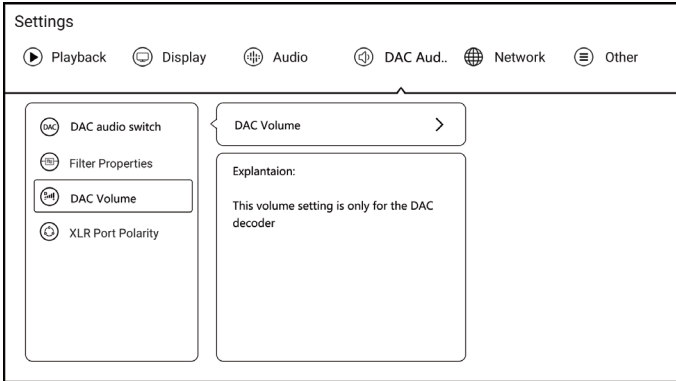 Settings
Playback Display Audio DAC Aud.. Network Other
DAC audio switch
Filter Properties
DAC Volume
XLR Port Polarity
DAC Volume
Explantaion:
This volume setting is only for the DAC
decoder